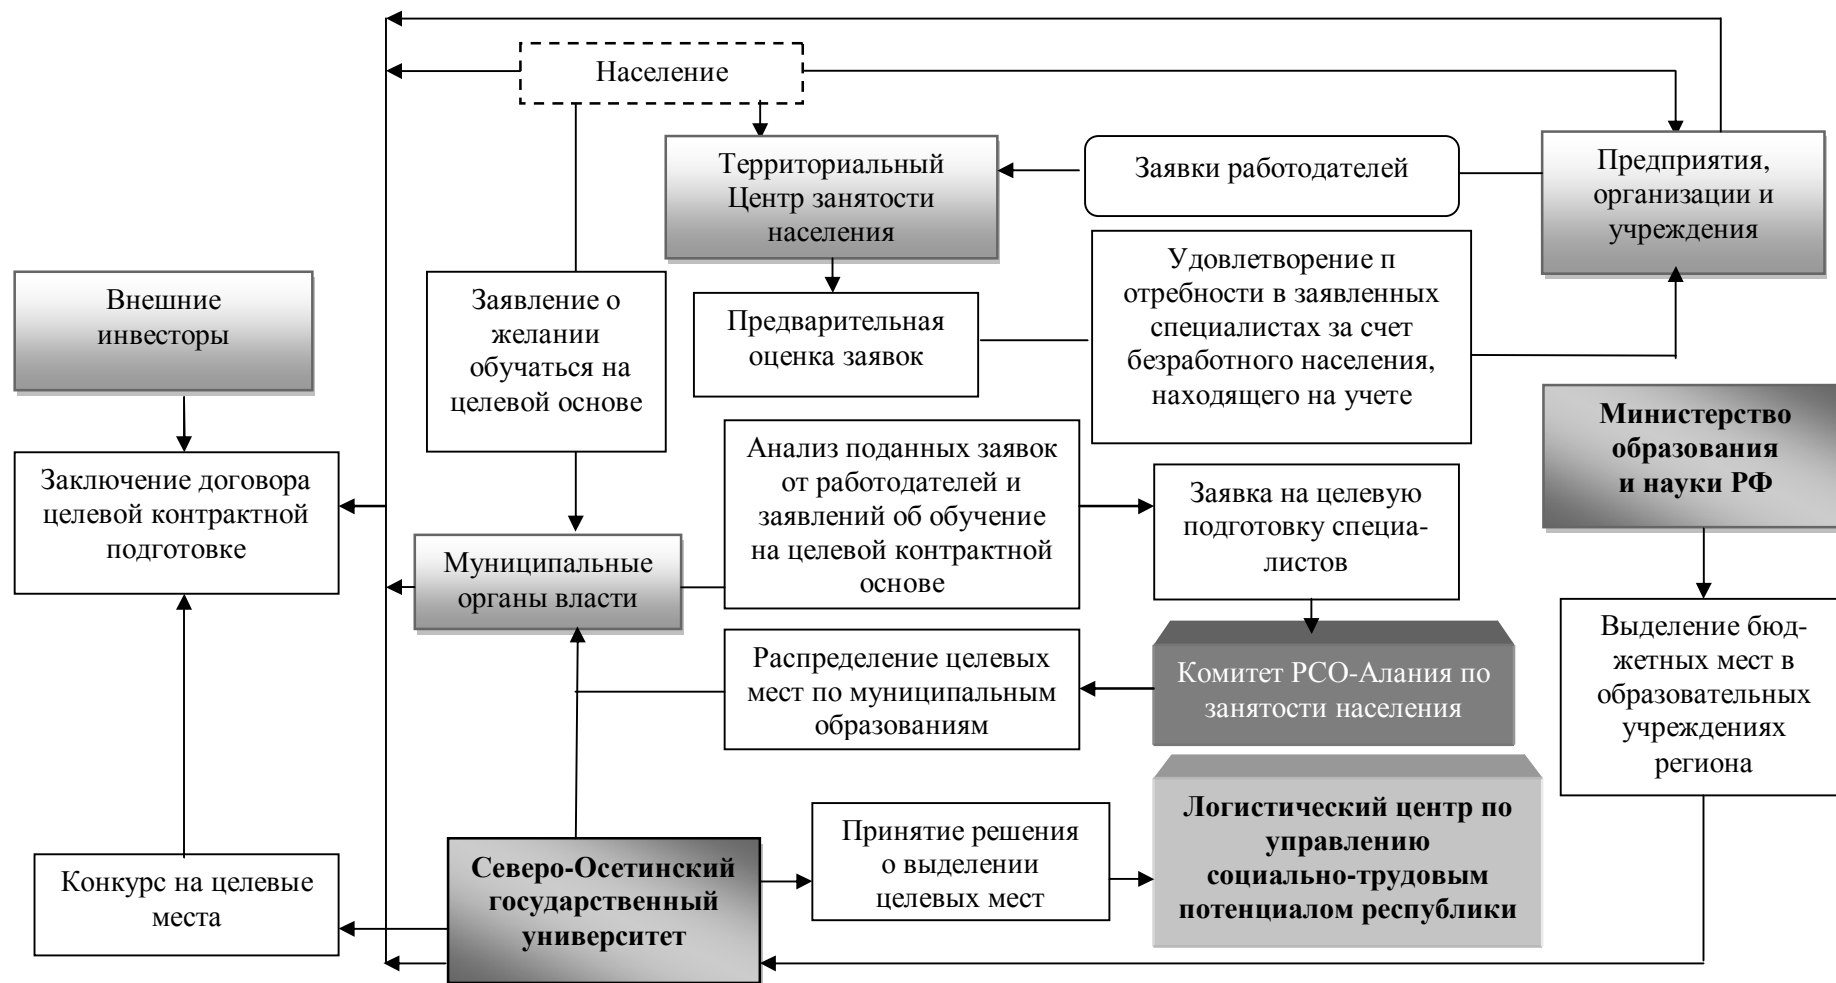 Население
Территориальный
Центр занятости
населения
Заявки работодателей
Предприятия,
организации и
учреждения
Внешние
инвесторы
Заявление о
желании
обучаться на
целевой основе
Предварительная
оценка заявок
Удовлетворение п
отребности в заявленных
специалистах за счет
безработного населения,
находящего на учете
Министерство
образования
и науки РФ
Заключение договора
целевой контрактной
подготовке
Анализ поданных заявок
от работодателей и
заявлений об обучение
на целевой контрактной
основе
Заявка на целевую
подготовку специа-
листов
Муниципальные
органы власти
Распределение целевых
мест по муниципальным
образованиям
Комитет РСО-Алания по
занятости населения
Выделение бюд-
жетных мест в
образовательных
учреждениях
региона
Конкурс на целевые
места
Северо-Осетинский
государственный
университет
Принятие решения
о выделении
целевых мест
Логистический центр по
управлению
социально-трудовым
потенциалом республики